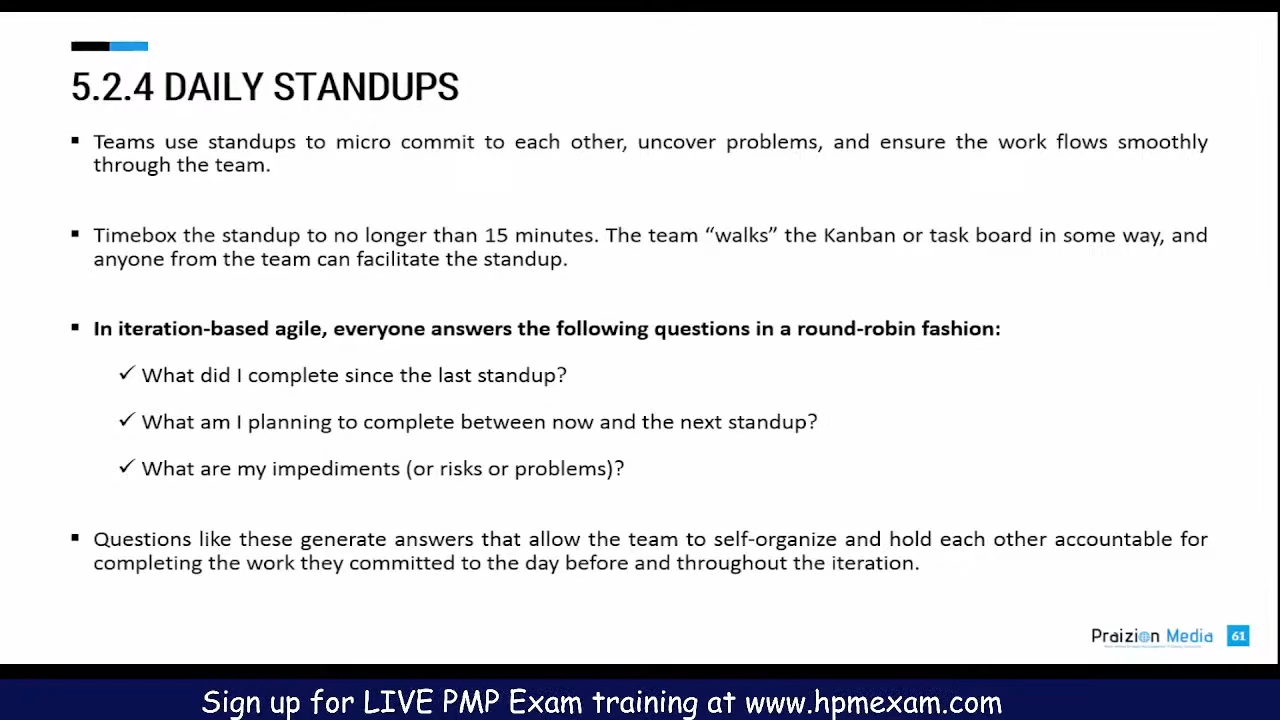 5.2.4 DAILY STANDUPS
▪ Teams use standups to micro commit to each other, uncover problems, and ensure the work flows smoothly
through the team.
▪ Timebox the standup to no longer than 15 minutes. The team “walks” the Kanban or task board in some way, and
anyone from the team can facilitate the standup.
▪ In iteration-based agile, everyone answers the following questions in a round-robin fashion:
✓ What did I complete since the last standup?
✓ What am I planning to complete between now and the next standup?
✓ What are my impediments (or risks or problems)?
▪ Questions like these generate answers that allow the team to self-organize and hold each other accountable for
completing the work they committed to the day before and throughout the iteration.
Praizion Media 61
Sign up for LIVE PMP Exam training at www.hpmexam.com